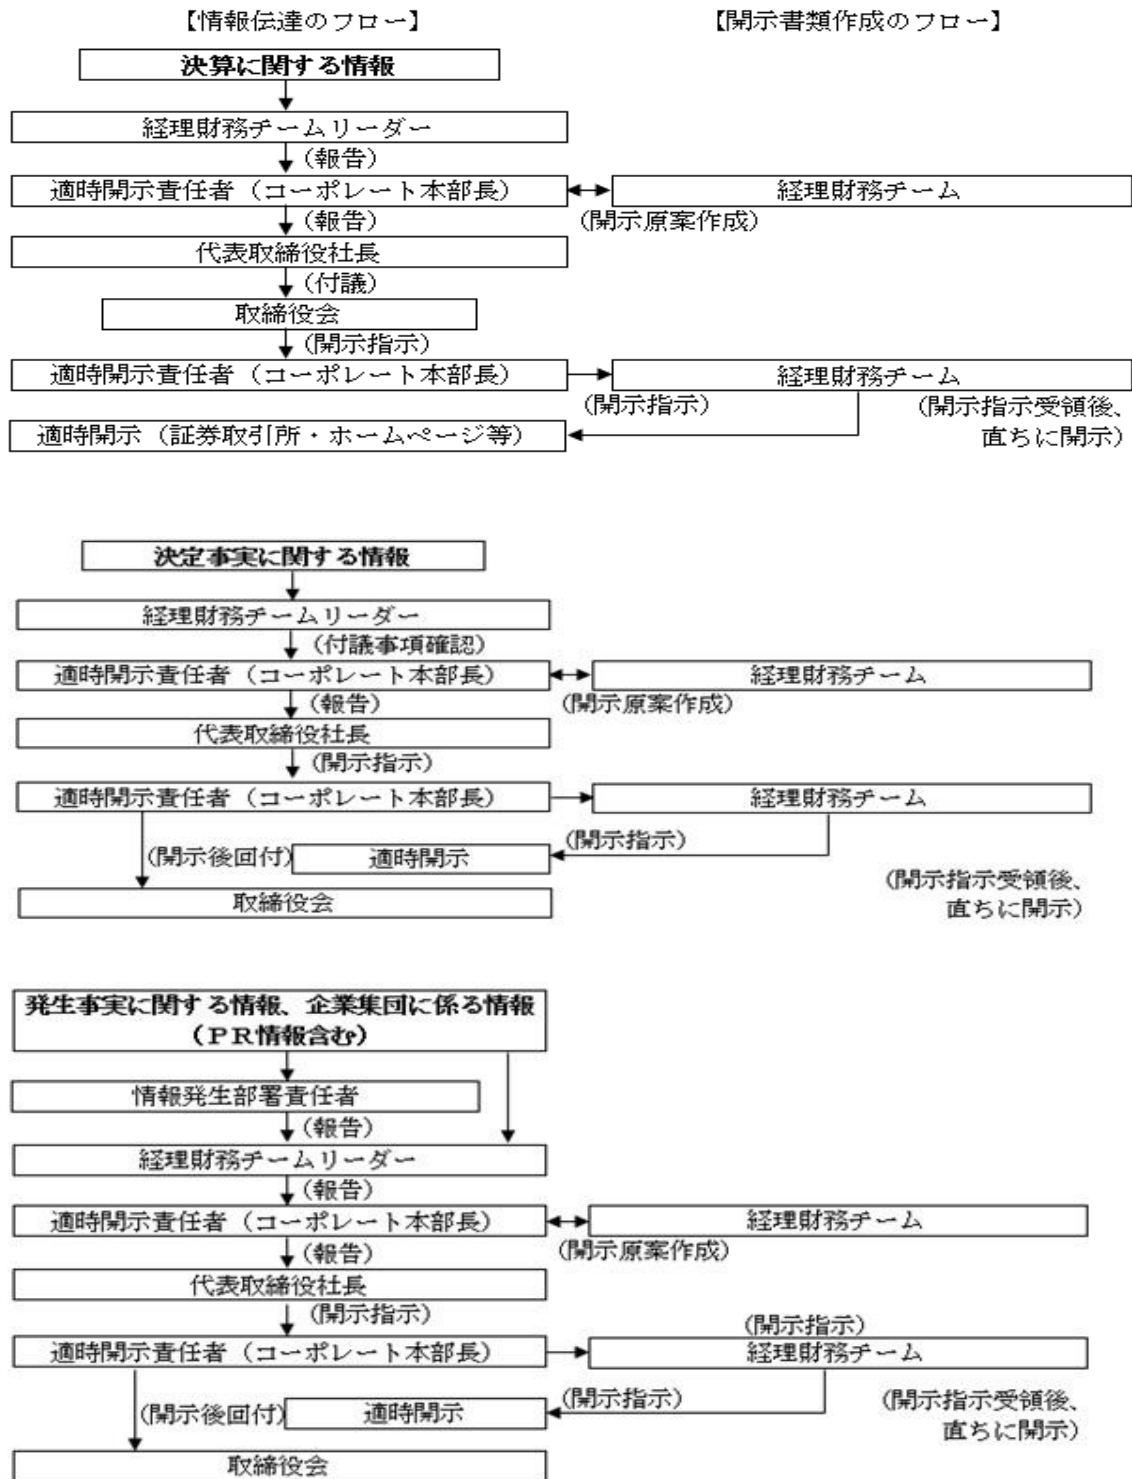 【情報伝達のフロー】
【開示書類作成のフロー】
決算に関する情報
経理財務チームリーダー
(報告)
適時開示責任者（コーポレート本部長）
経理財務チーム
(報告)
(開示原案作成)
代表取締役社長
(付議)
取締役会
(開示指示)
適時開示責任者（コーポレート本部長）
経理財務チーム
(開示指示)
(開示指示受領後、
直ちに開示)
適時開示（証券取引所・ホームページ等）
決定事実に関する情報
経理財務チームリーダー
(付議事項確認)
適時開示責任者（コーポレート本部長）
経理財務チーム
(報告)
(開示原案作成)
代表取締役社長
(開示指示)
適時開示責任者（コーポレート本部長）
経理財務チーム
(開示後回付)
適時開示
(開示指示)
(開示指示受領後、
直ちに開示)
取締役会
発生事実に関する情報、企業集団に係る情報
（ＰＲ情報含む）
情報発生部署責任者
(報告)
経理財務チームリーダー
(報告)
適時開示責任者（コーポレート本部長）
経理財務チーム
(報告)
(開示原案作成)
代表取締役社長
(開示指示)
(開示指示)
適時開示責任者（コーポレート本部長）
経理財務チーム
(開示後回付)
適時開示
(開示指示)
(開示指示受領後、
直ちに開示)
取締役会